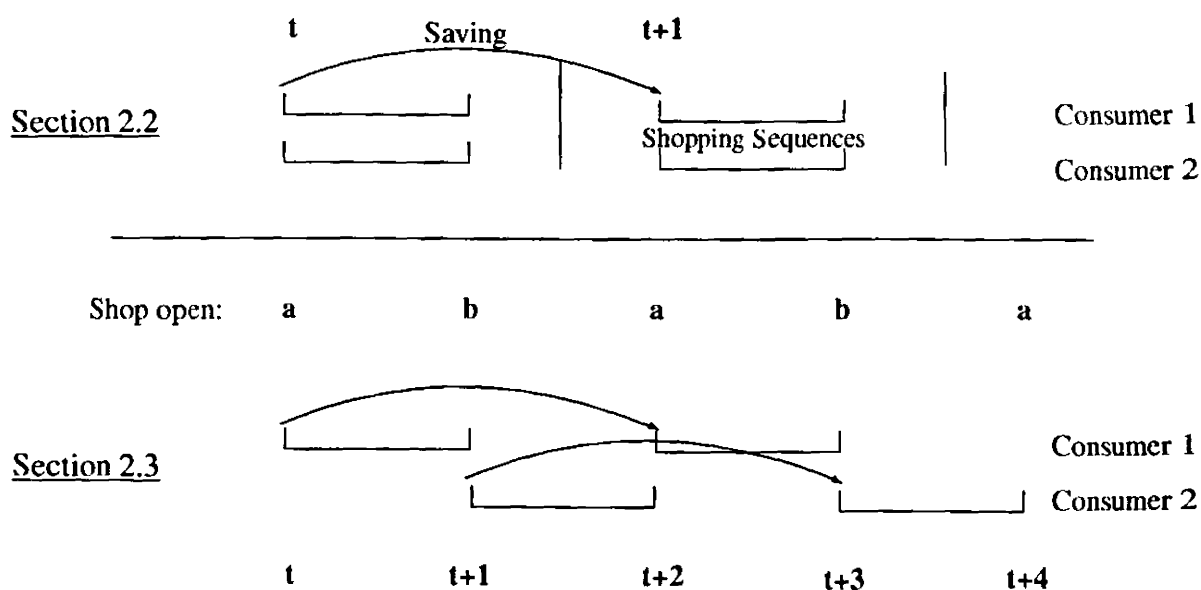 t Saving t+1
Section 2.2 Consumer 1
Shopping Sequences
Consumer 2
Shop open: a b a b a
Section 2.3 Consumer 1
Consumer 2
t t+1 t+2 t+3 t+4